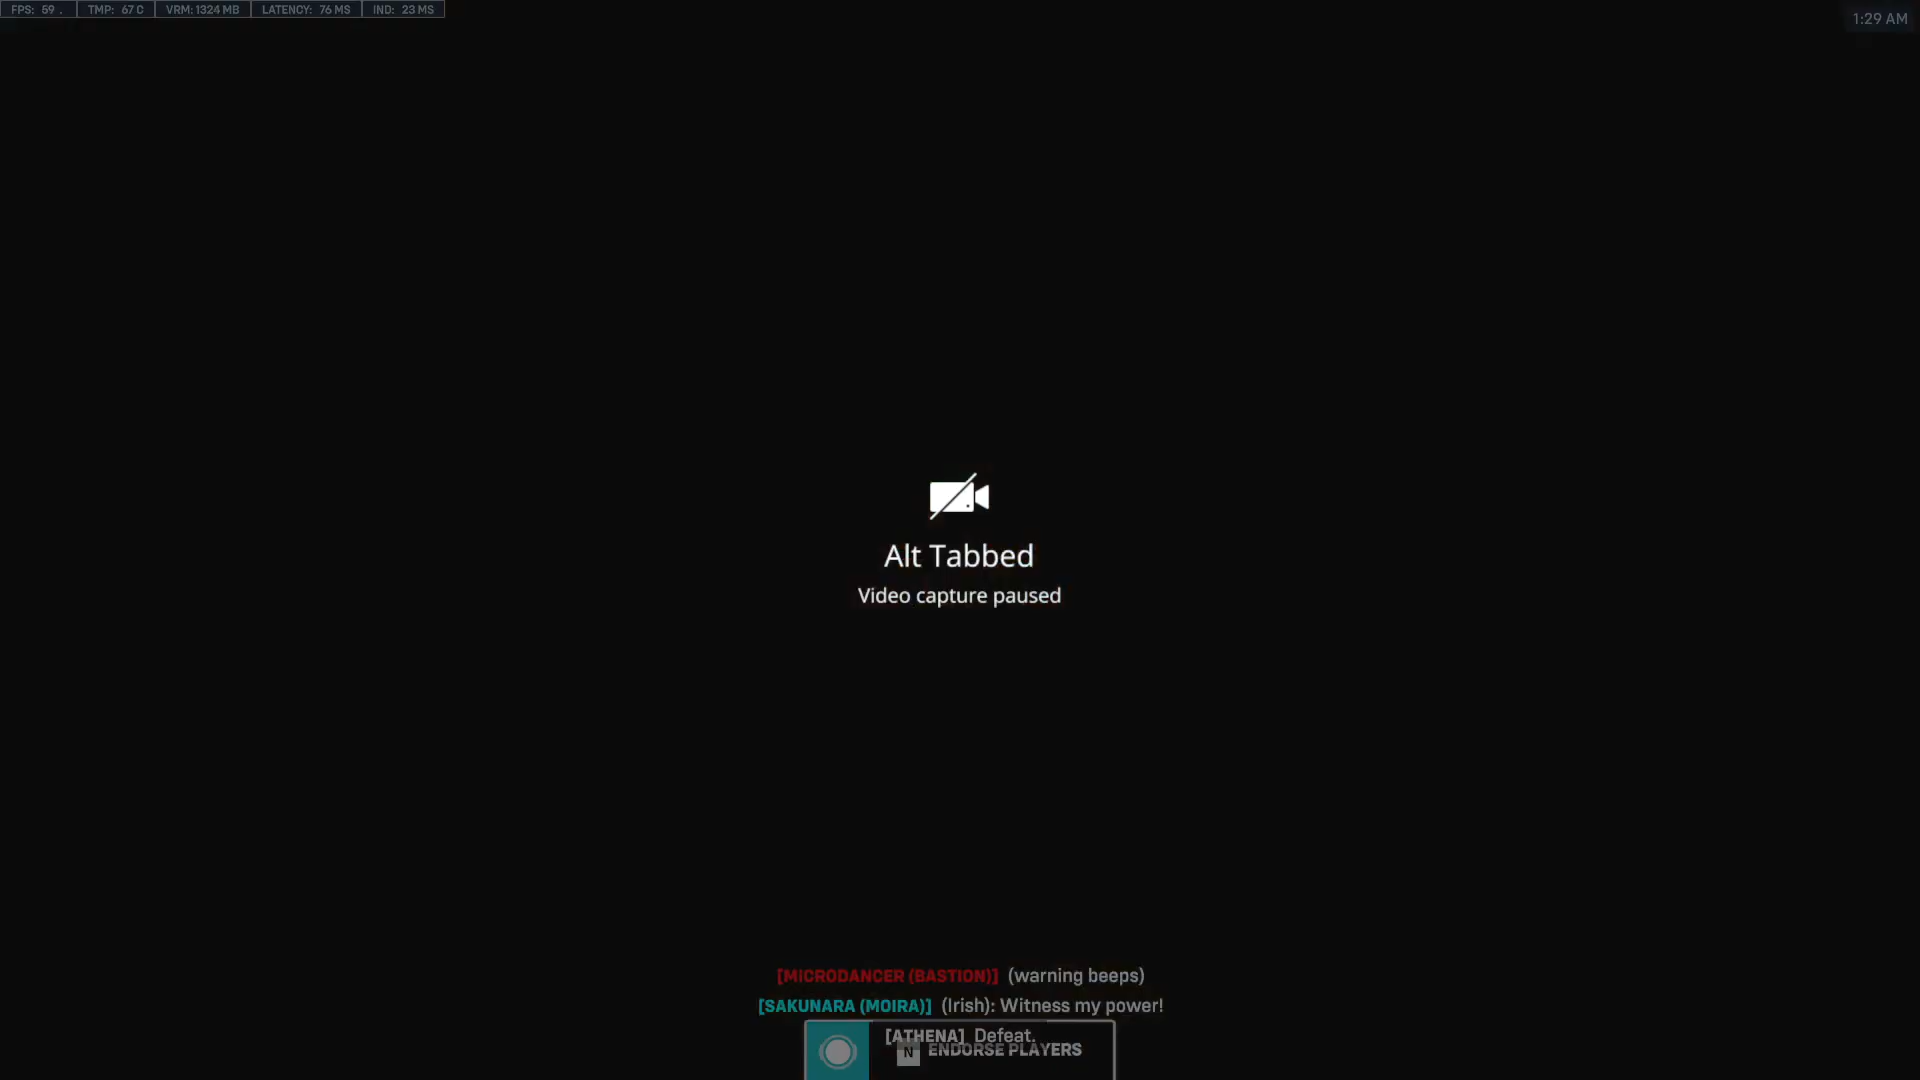 FPS: 59 . TMP: 67 C VRM: 1324 MB LATENCY: 76 MS IND: 23 MS
1:29 AM
Alt Tabbed
Video capture paused
[MICRODANCER (BASTION)] (warning beeps)
[SAKUNARA (MOIRA)] (Irish): Witness my power!
[ATHENA] Defeat.
N ENDORSE PLAYERS